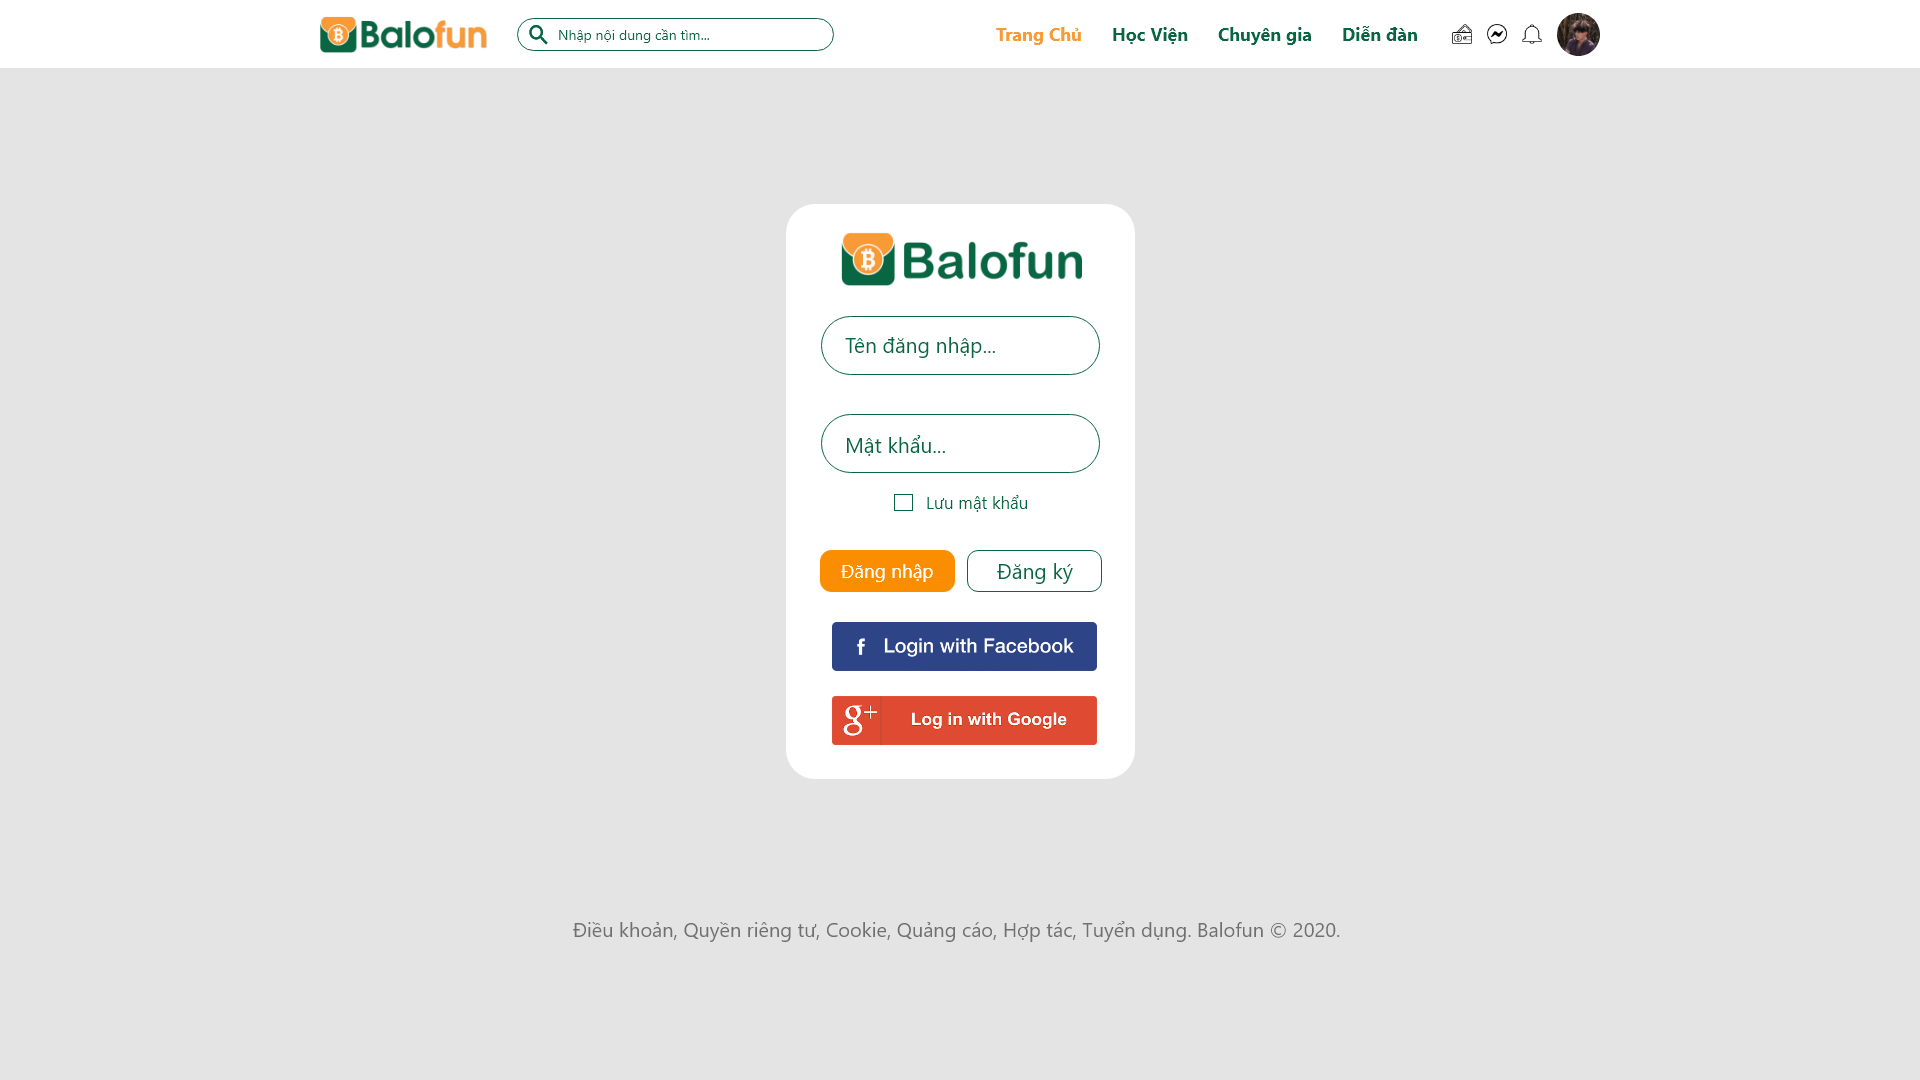 Balofun
Nhập nội dung cần tìm...
Trang Chủ
Học Viện
Chuyên gia
Diễn đàn
Balofun
Tên đăng nhập...
Mật khẩu...
Lưu mật khẩu
Đăng nhập
Đăng ký
f Login with Facebook
g+ Log in with Google
Điều khoản, Quyền riêng tư, Cookie, Quảng cáo, Hợp tác, Tuyển dụng. Balofun © 2020.